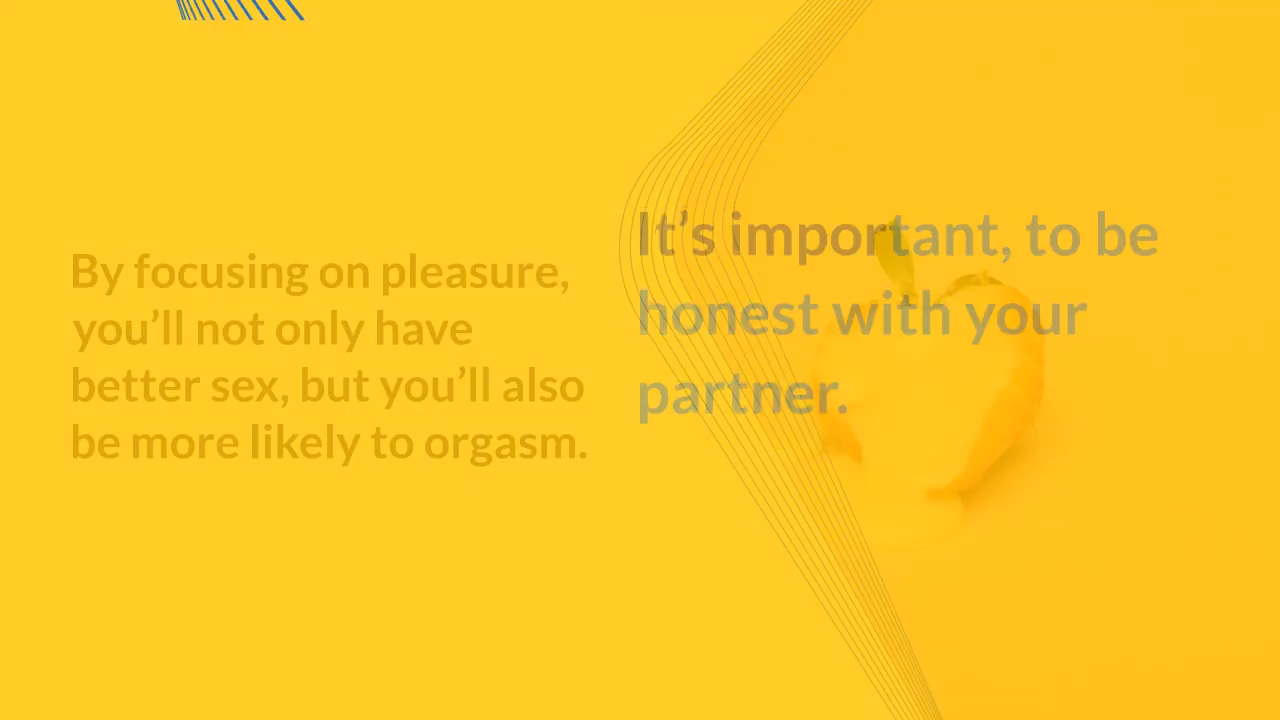 By focusing on pleasure,
you’ll not only have
better sex, but you’ll also
be more likely to orgasm.
It’s important, to be
honest with your
partner.